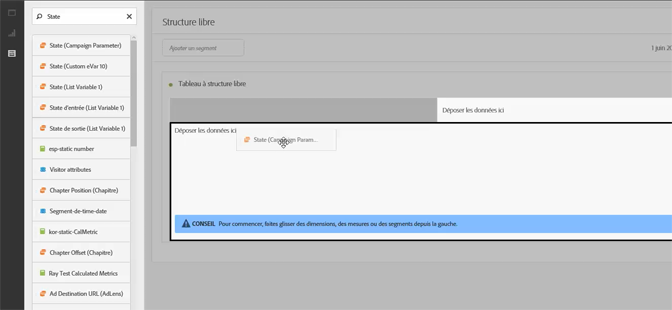 State
State (Campaign Parameter)
State (Custom eVar 10)
State (List Variable 1)
State d'entrée (List Variable 1)
State de sortie (List Variable 1)
esp-static number
Visitor attributes
Chapter Position (Chapitre)
Segment-de-time-date
kor-static-CalMetric
Chapter Offset (Chapitre)
Ray Test Calculated Metrics
Ad Destination URL (AdLens)
Structure libre
Ajouter un segment
1 juin 20
Tableau à structure libre
Déposer les données ici
Déposer les données ici
State (Campaign Param...
CONSEIL Pour commencer, faites glisser des dimensions, des mesures ou des segments depuis la gauche.